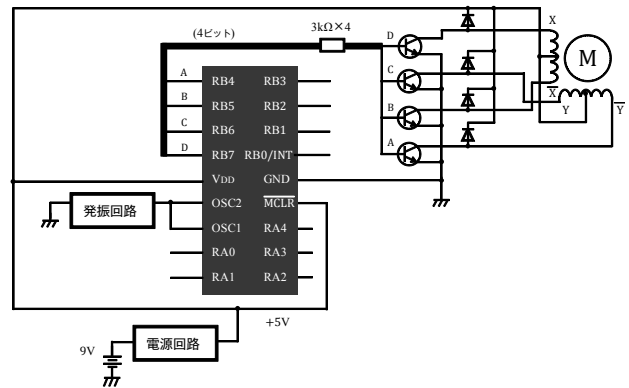 (4ビット)
3kΩ×4
D
C
B
A
X
X̅
Y
Y̅
M
A
B
C
D
RB4 RB3
RB5 RB2
RB6 RB1
RB7 RB0/INT
VDD GND
OSC2 M̅C̅L̅R̅
OSC1 RA4
RA0 RA3
RA1 RA2
発振回路
+5V
電源回路
9V